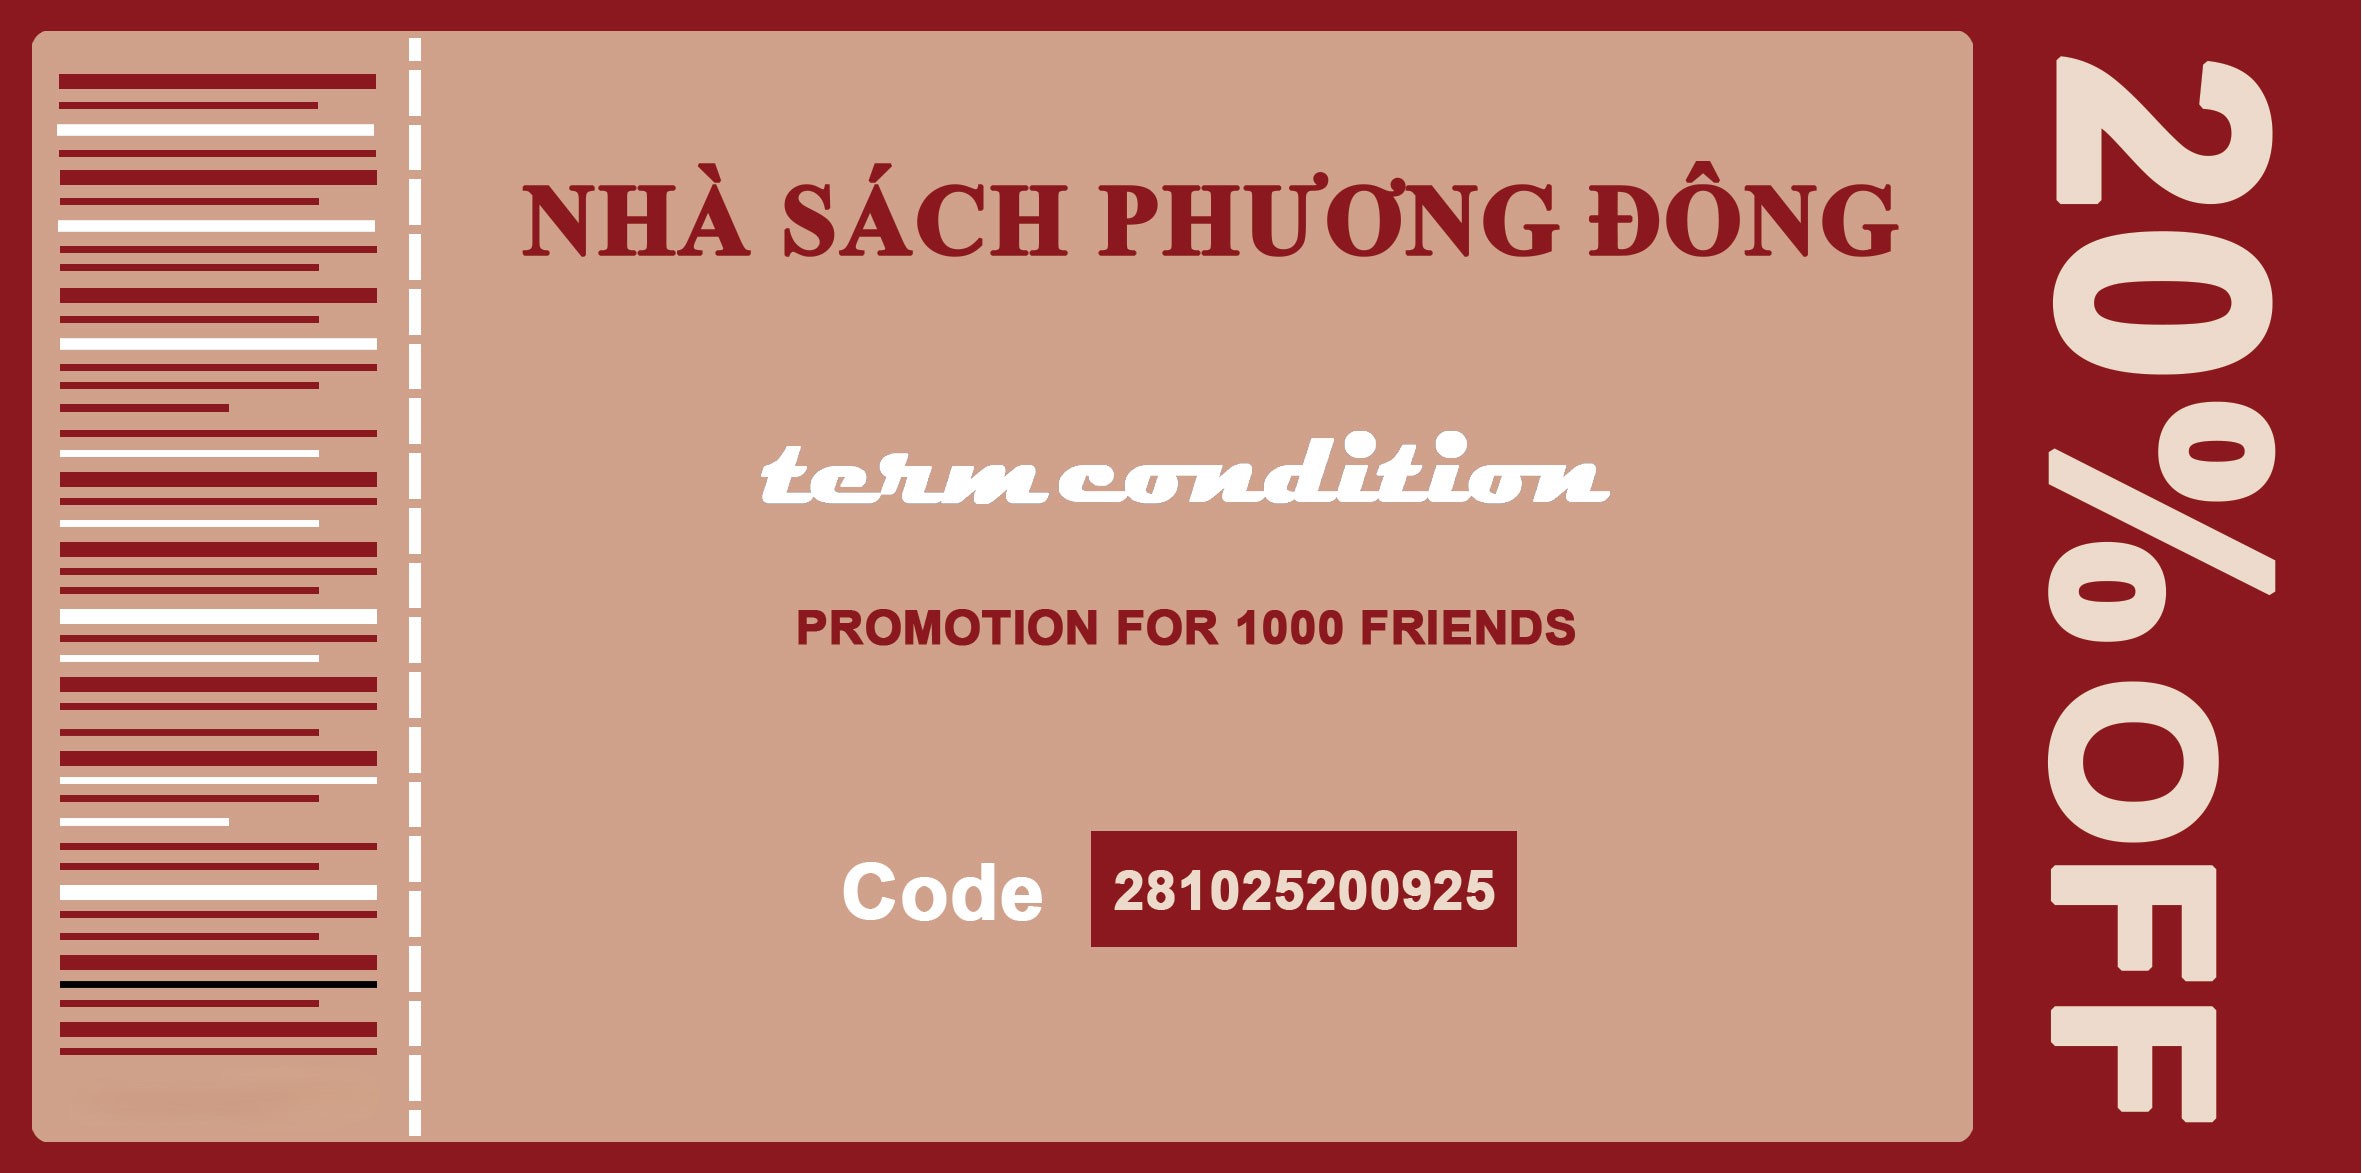 NHÀ SÁCH PHƯƠNG ĐÔNG
term condition
PROMOTION FOR 1000 FRIENDS
Code 281025200925
20% OFF